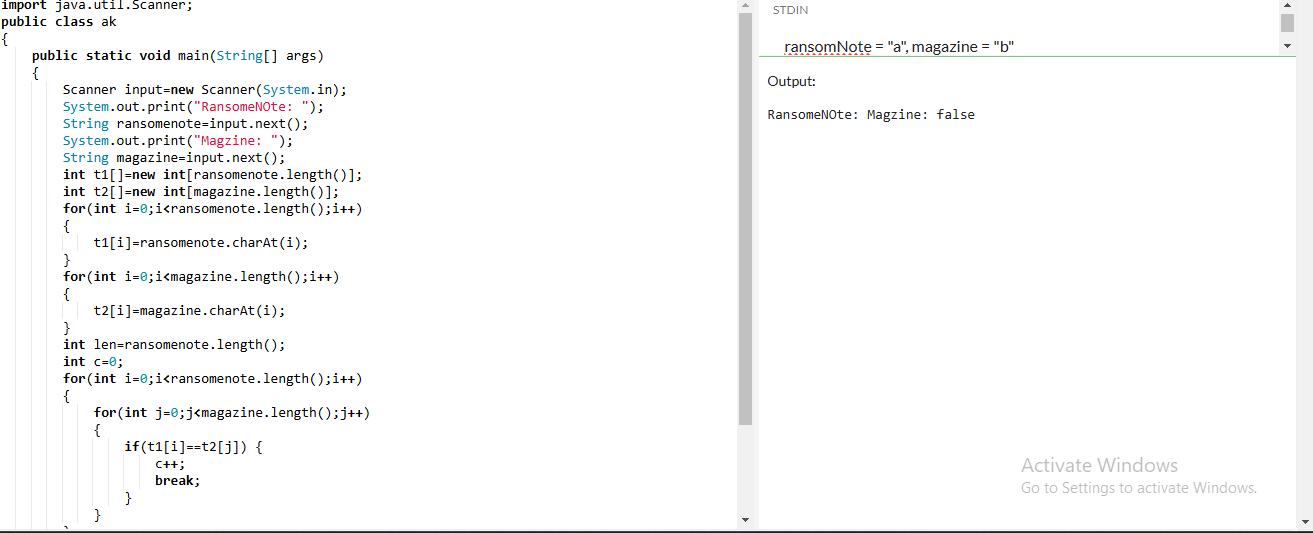 import java.util.Scanner;
public class ak
{
public static void main(String[] args)
{
Scanner input=new Scanner(System.in);
System.out.print("RansomeNOte: ");
String ransomenote=input.next();
System.out.print("Magzine: ");
String magazine=input.next();
int t1[]=new int[ransomenote.length()];
int t2[]=new int[magazine.length()];
for(int i=0;i<ransomenote.length();i++)
{
t1[i]=ransomenote.charAt(i);
}
for(int i=0;i<magazine.length();i++)
{
t2[i]=magazine.charAt(i);
}
int len=ransomenote.length();
int c=0;
for(int i=0;i<ransomenote.length();i++)
{
for(int j=0;j<magazine.length();j++)
{
if(t1[i]==t2[j]) {
c++;
break;
}
}
STDIN
ransomNote = "a", magazine = "b"
Output:
RansomeNOte: Magzine: false
Activate Windows
Go to Settings to activate Windows.